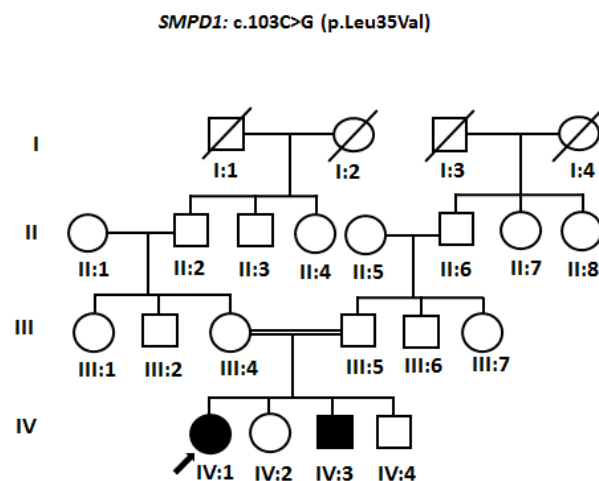 SMPD1: c.103C>G (p.Leu35Val)
I
I:1 I:2 I:3 I:4
II
II:1 II:2 II:3 II:4 II:5 II:6 II:7 II:8
III
III:1 III:2 III:4 III:5 III:6 III:7
IV
IV:1 IV:2 IV:3 IV:4